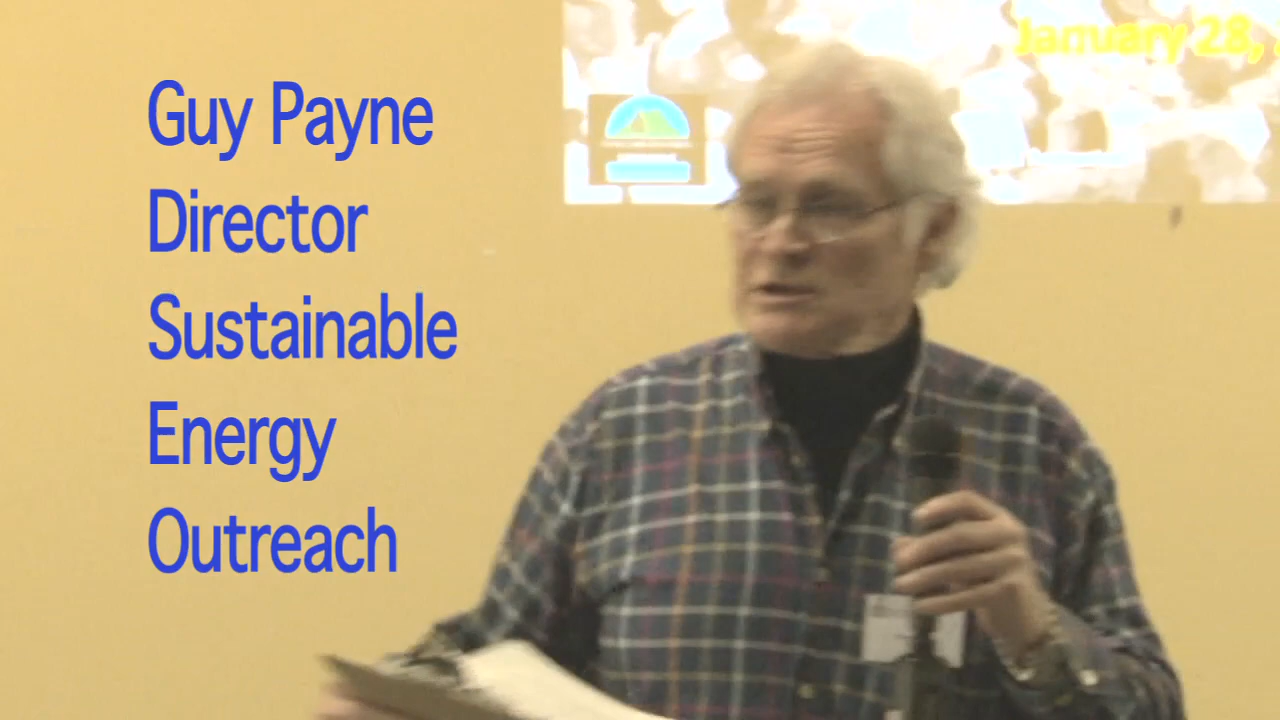 January 28,
Guy Payne
Director
Sustainable
Energy
Outreach